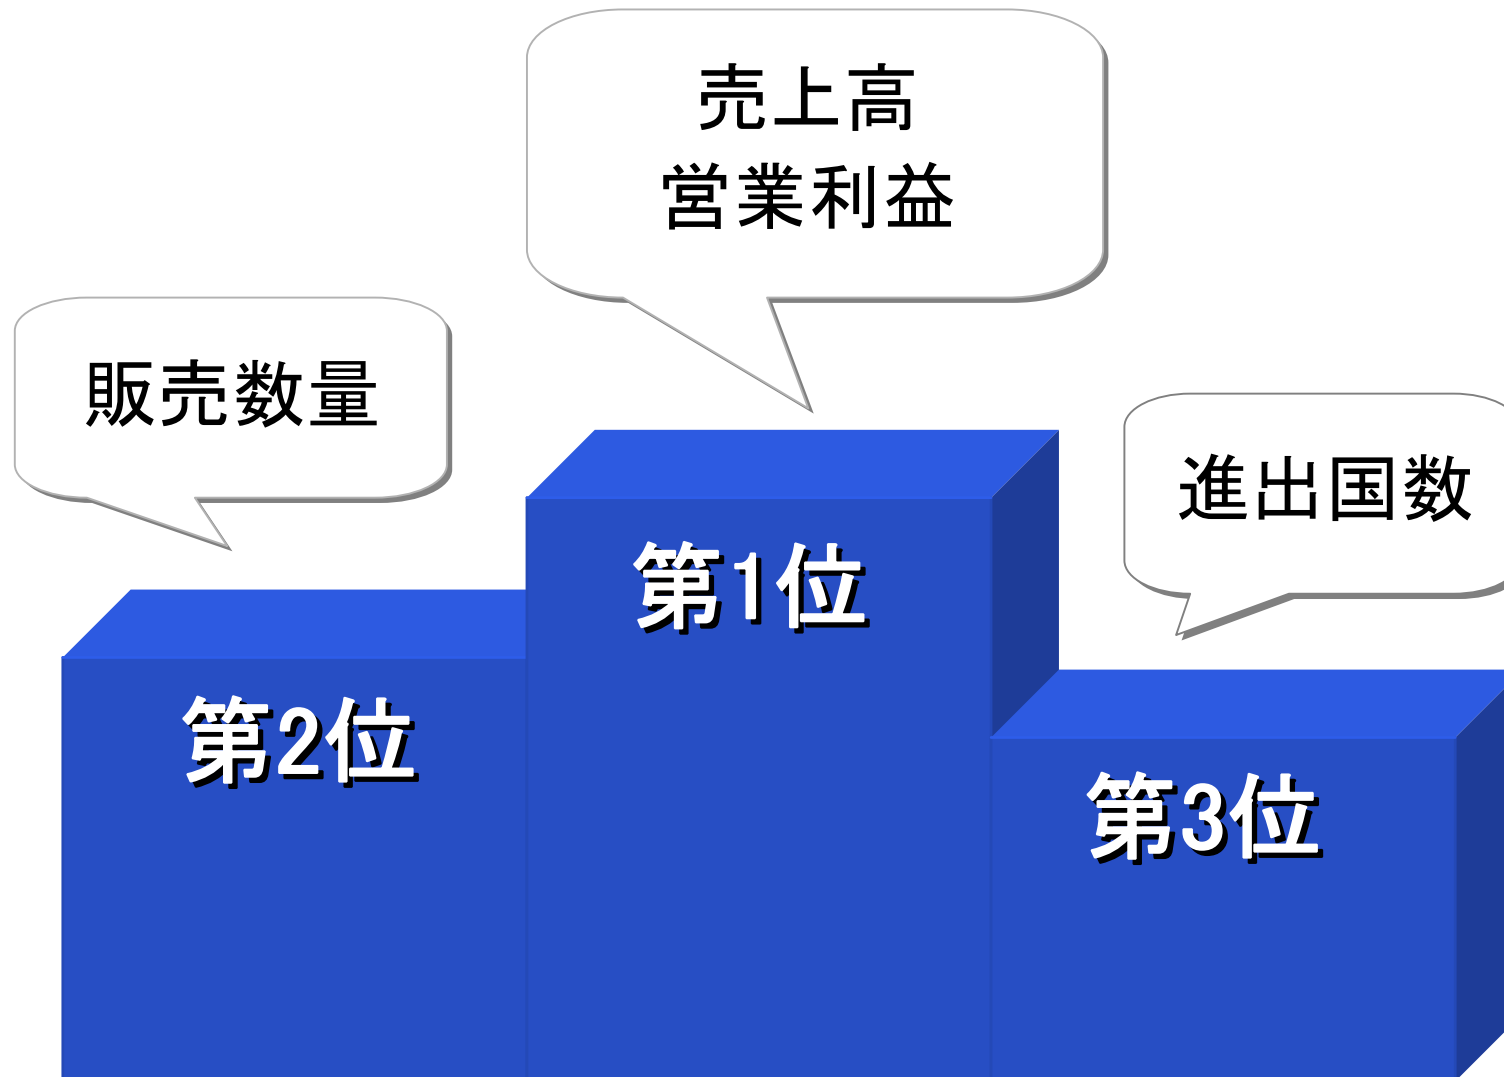 売上高
営業利益
販売数量
進出国数
第1位
第2位
第3位